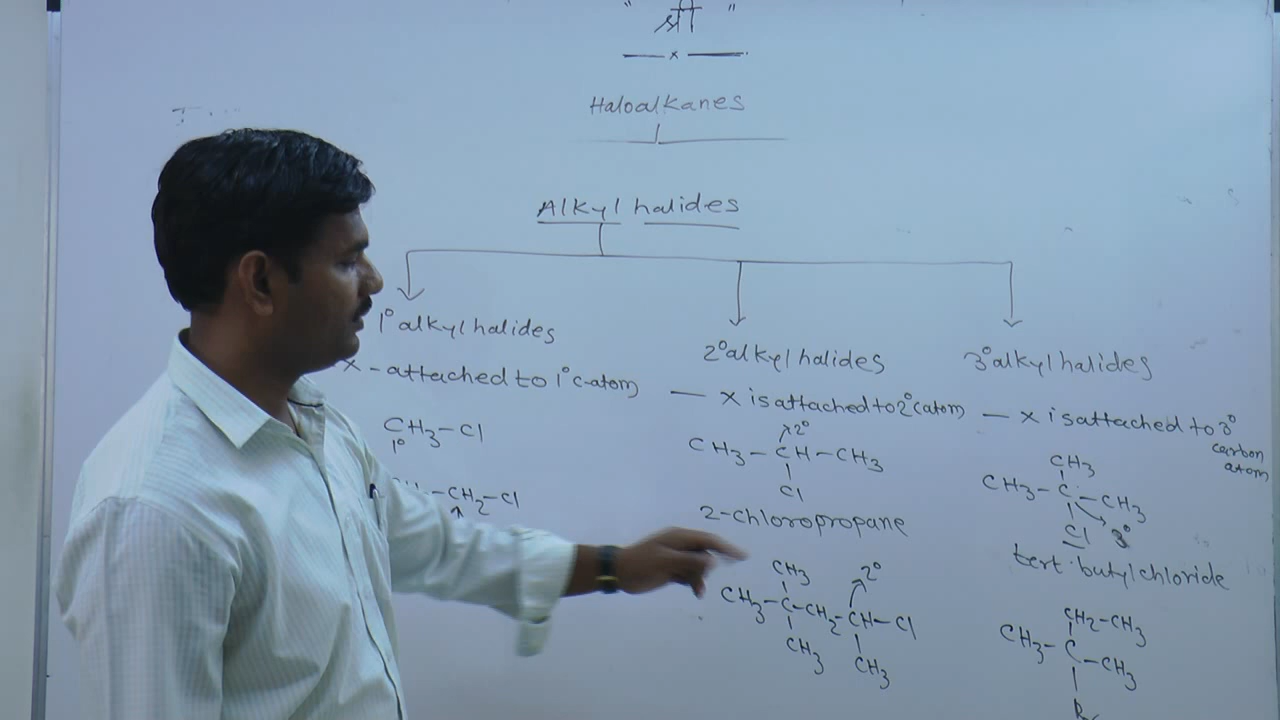 " श्री "
Haloalkanes
Alkyl halides
1° alkyl halides
X - attached to 1° c-atom
CH3-Cl
1°
-CH2-Cl
2° alkyl halides
— X is attached to 2° c atom
2°
CH3-CH-CH3
Cl
2-chloropropane
CH3 2°
CH3-C-CH2-CH-Cl
CH3 CH3
3° alkyl halides
— X is attached to 3°
carbon
atom
CH3
CH3-C-CH3
Cl 3°
tert.butylchloride
CH2-CH3
CH3-C-CH3